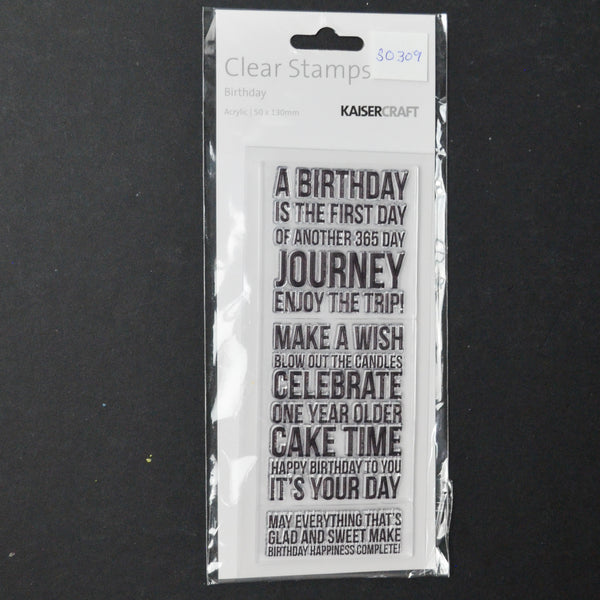 SO309
Clear Stamps
Birthday
Acrylic | 50 x 130mm
KAISERCRAFT
A BIRTHDAY
IS THE FIRST DAY
OF ANOTHER 365 DAY
JOURNEY
ENJOY THE TRIP!
MAKE A WISH
BLOW OUT THE CANDLES
CELEBRATE
ONE YEAR OLDER
CAKE TIME
HAPPY BIRTHDAY TO YOU
IT'S YOUR DAY
MAY EVERYTHING THAT'S
GLAD AND SWEET MAKE
BIRTHDAY HAPPINESS COMPLETE!